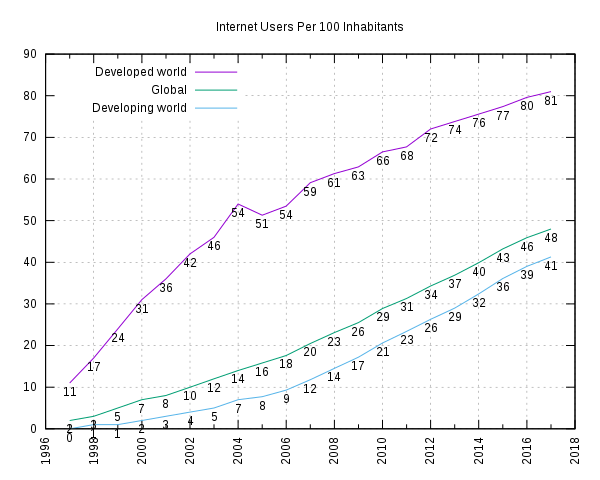 Internet Users Per 100 Inhabitants
90
80
70
60
50
40
30
20
10
0
Developed world
Global
Developing world
11 17 24 31 36 42 46 54 51 54 59 61 63 66 68 72 74 76 77 80 81
2 3 5 7 8 10 12 14 16 18 20 23 26 29 31 34 37 40 43 46 48
0 1 2 3 4 5 7 8 9 12 14 17 21 23 26 29 32 36 39 41
1996 1998 2000 2002 2004 2006 2008 2010 2012 2014 2016 2018